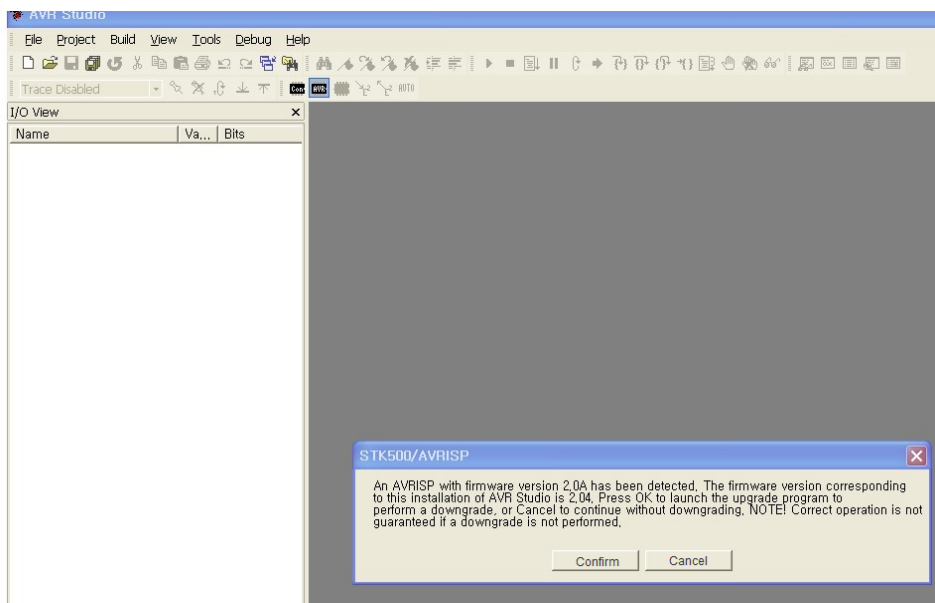 AVR Studio
File Project Build View Tools Debug Help
Trace Disabled
Con AVR AUTO
I/O View
Name Va... Bits
STK500/AVRISP
An AVRISP with firmware version 2,0A has been detected, The firmware version corresponding
to this installation of AVR Studio is 2,04, Press OK to launch the upgrade program to
perform a downgrade, or Cancel to continue without downgrading, NOTE! Correct operation is not
guaranteed if a downgrade is not performed,
Confirm Cancel